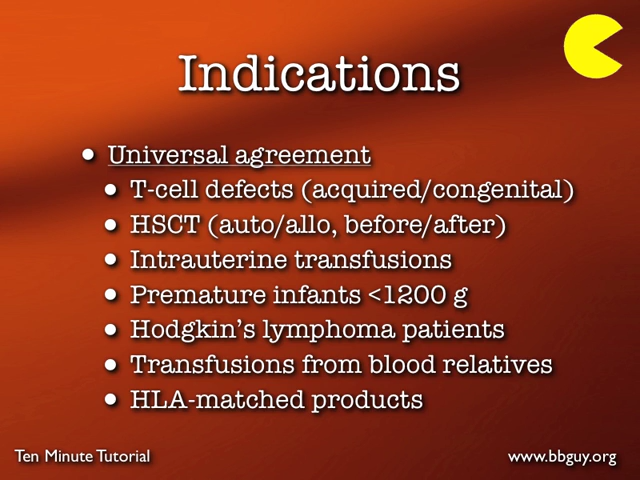 Indications
• Universal agreement
• T-cell defects (acquired/congenital)
• HSCT (auto/allo, before/after)
• Intrauterine transfusions
• Premature infants <1200 g
• Hodgkin's lymphoma patients
• Transfusions from blood relatives
• HLA-matched products
Ten Minute Tutorial
www.bbguy.org